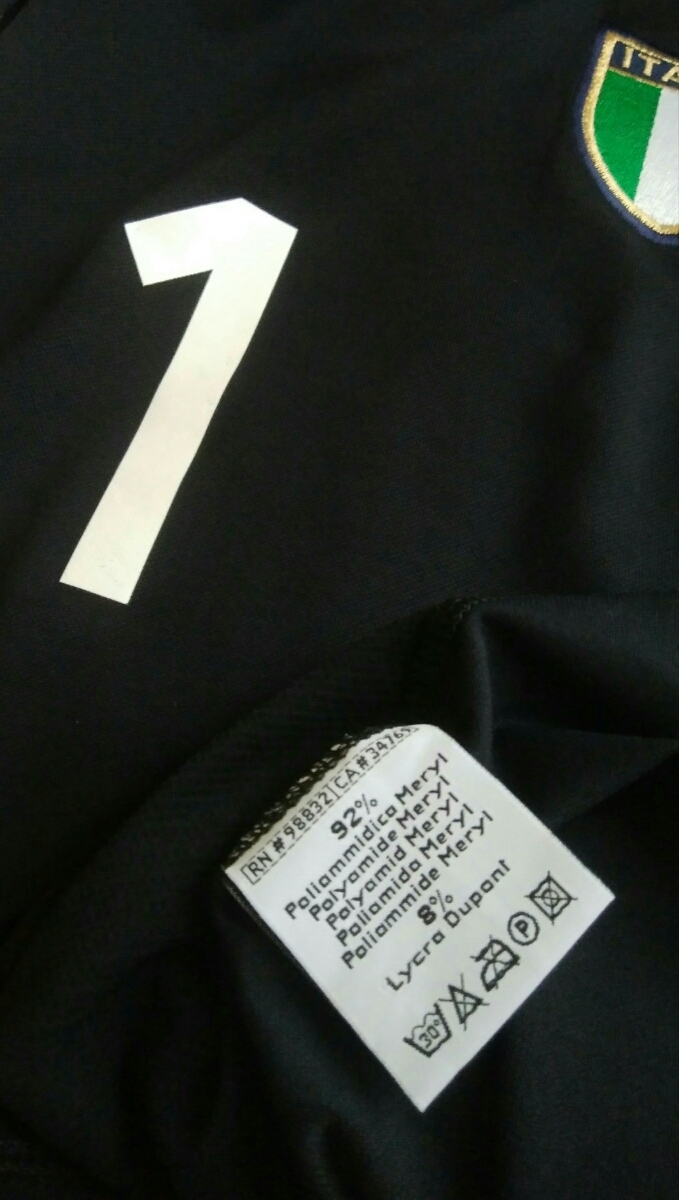 ITA
1
RN #98832 CA#34765
92%
Poliammidica Meryl
Polyamide Meryl
Polyamid Meryl
Poliamida Meryl
Poliammide Meryl
8%
Lycra Dupont
30° P